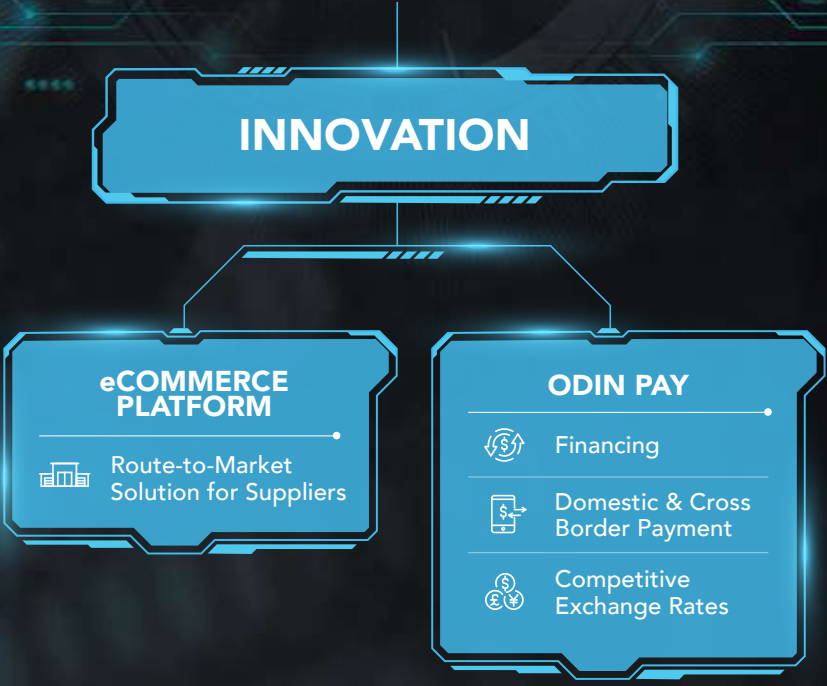 INNOVATION
eCOMMERCE
PLATFORM
Route-to-Market
Solution for Suppliers
ODIN PAY
Financing
Domestic & Cross
Border Payment
Competitive
Exchange Rates